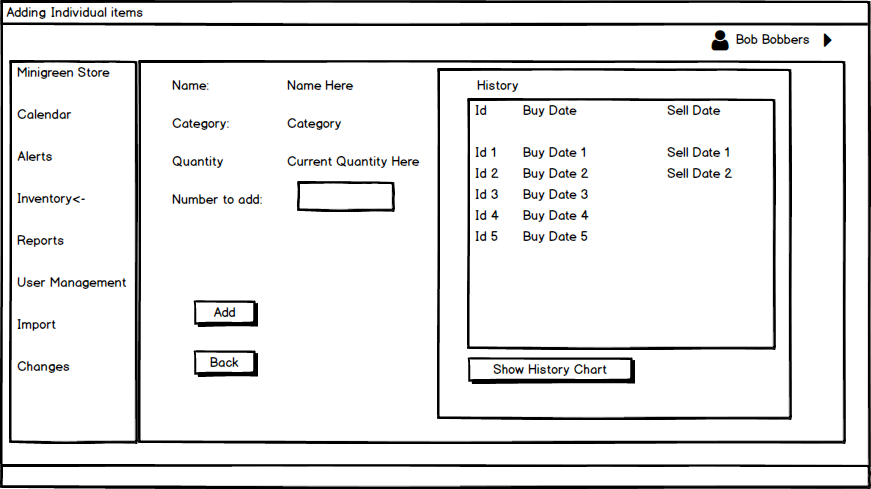 Adding Individual items
Bob Bobbers
Minigreen Store
Calendar
Alerts
Inventory<-
Reports
User Management
Import
Changes
Name: Name Here
Category: Category
Quantity Current Quantity Here
Number to add:
Add
Back
History
Id Buy Date Sell Date
Id 1 Buy Date 1 Sell Date 1
Id 2 Buy Date 2 Sell Date 2
Id 3 Buy Date 3
Id 4 Buy Date 4
Id 5 Buy Date 5
Show History Chart